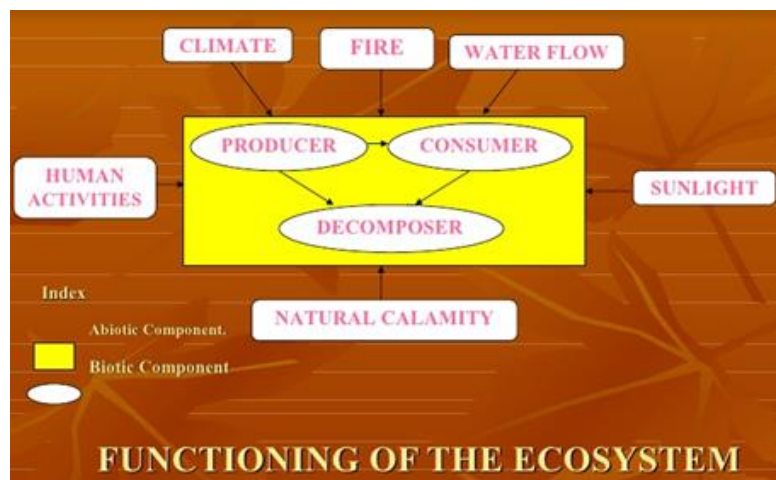 CLIMATE
FIRE
WATER FLOW
PRODUCER
CONSUMER
HUMAN
ACTIVITIES
SUNLIGHT
DECOMPOSER
Index
NATURAL CALAMITY
Abiotic Component.
Biotic Component
FUNCTIONING OF THE ECOSYSTEM